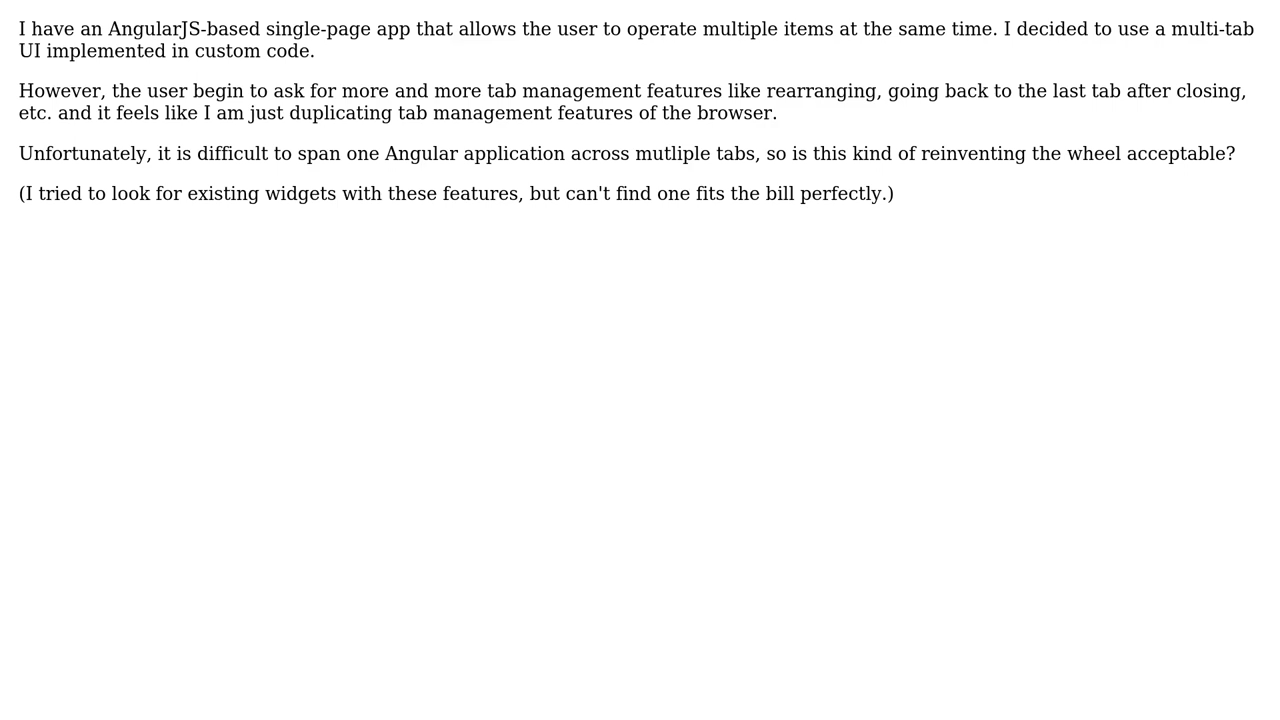 I have an AngularJS-based single-page app that allows the user to operate multiple items at the same time. I decided to use a multi-tab
UI implemented in custom code.
However, the user begin to ask for more and more tab management features like rearranging, going back to the last tab after closing,
etc. and it feels like I am just duplicating tab management features of the browser.
Unfortunately, it is difficult to span one Angular application across mutliple tabs, so is this kind of reinventing the wheel acceptable?
(I tried to look for existing widgets with these features, but can't find one fits the bill perfectly.)